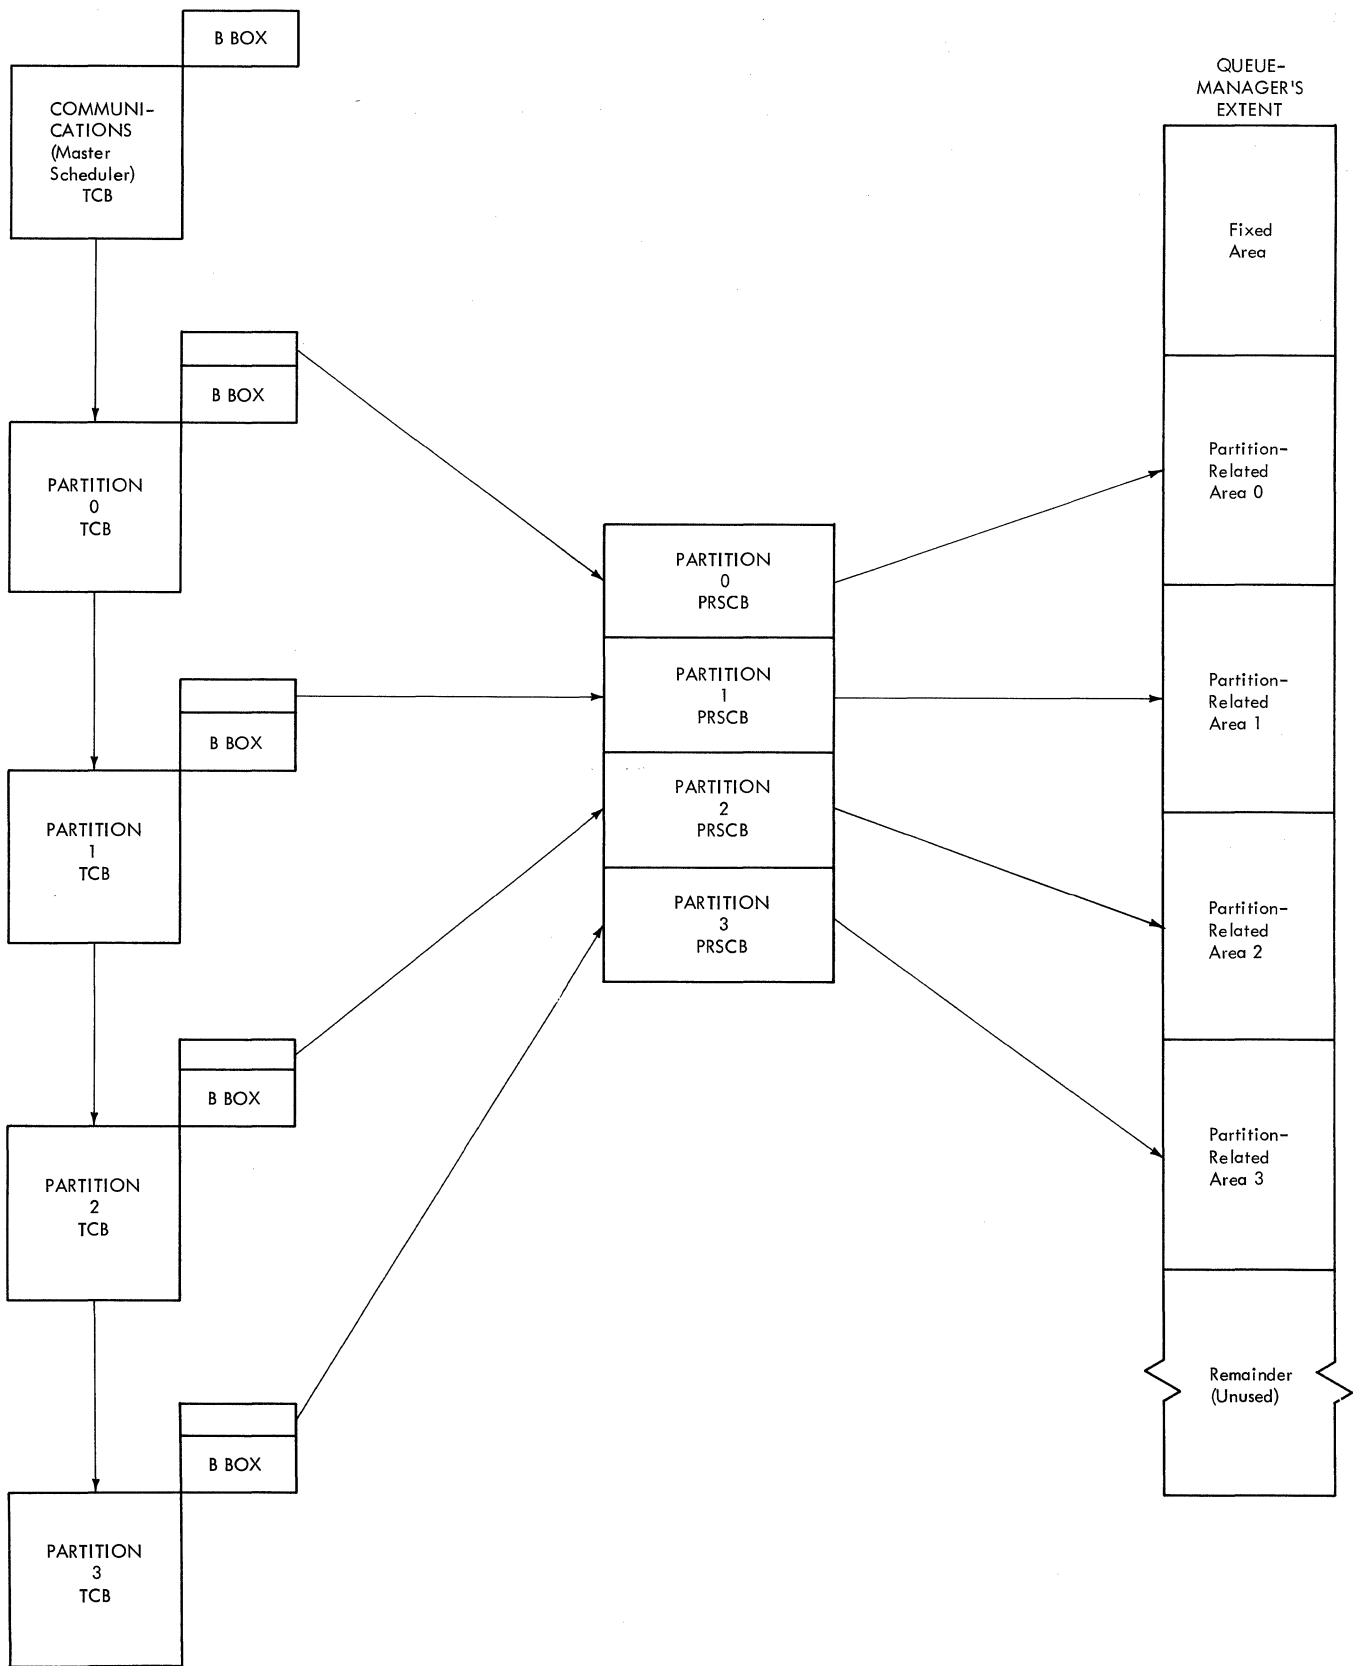 B BOX
COMMUNI-
CATIONS
(Master
Scheduler)
TCB
B BOX
PARTITION
0
TCB
B BOX
PARTITION
1
TCB
B BOX
PARTITION
2
TCB
B BOX
PARTITION
3
TCB
PARTITION
0
PRSCB
PARTITION
1
PRSCB
PARTITION
2
PRSCB
PARTITION
3
PRSCB
QUEUE-
MANAGER'S
EXTENT
Fixed
Area
Partition-
Related
Area 0
Partition-
Related
Area 1
Partition-
Related
Area 2
Partition-
Related
Area 3
Remainder
(Unused)